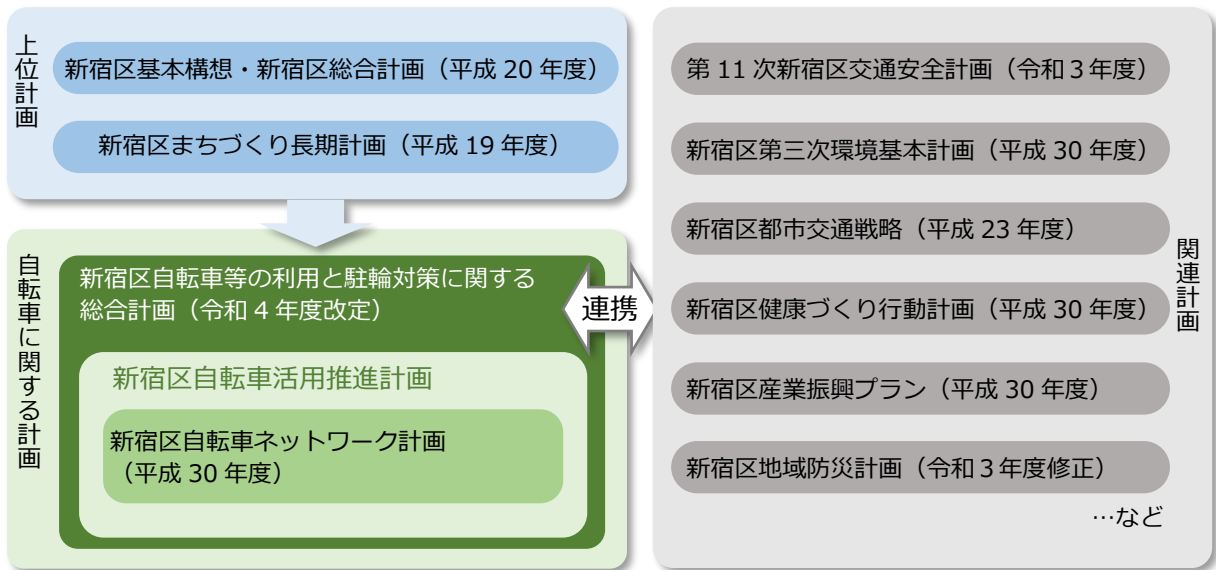 上位計画
新宿区基本構想・新宿区総合計画（平成 20 年度）
新宿区まちづくり長期計画（平成 19 年度）
自転車に関する計画
新宿区自転車等の利用と駐輪対策に関する
総合計画（令和 4 年度改定）
新宿区自転車活用推進計画
新宿区自転車ネットワーク計画
（平成 30 年度）
連携
関連計画
第 11 次新宿区交通安全計画（令和３年度）
新宿区第三次環境基本計画（平成 30 年度）
新宿区都市交通戦略（平成 23 年度）
新宿区健康づくり行動計画（平成 30 年度）
新宿区産業振興プラン（平成 30 年度）
新宿区地域防災計画（令和３年度修正）
…など